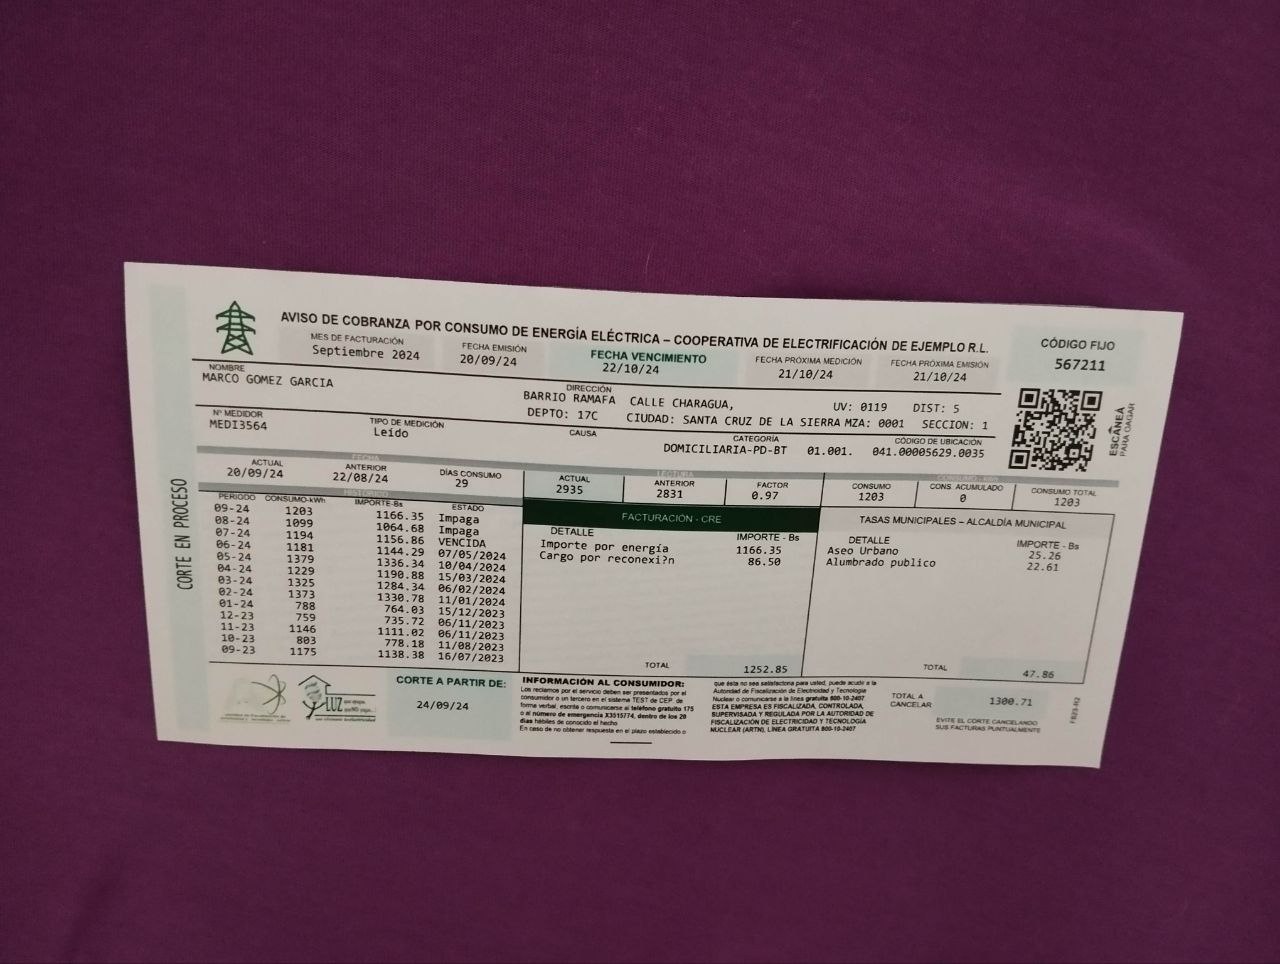 AVISO DE COBRANZA POR CONSUMO DE ENERGÍA ELÉCTRICA – COOPERATIVA DE ELECTRIFICACIÓN DE EJEMPLO R.L.
MES DE FACTURACIÓN
Septiembre 2024
FECHA EMISIÓN
20/09/24
FECHA VENCIMIENTO
22/10/24
FECHA PRÓXIMA MEDICIÓN
21/10/24
FECHA PRÓXIMA EMISIÓN
21/10/24
CÓDIGO FIJO
567211
NOMBRE
MARCO GOMEZ GARCIA
DIRECCIÓN
BARRIO RAMAFA CALLE CHARAGUA, UV: 0119 DIST: 5
DEPTO: 17C CIUDAD: SANTA CRUZ DE LA SIERRA MZA: 0001 SECCION: 1
ESCANEÁ
PARA PAGAR
Nº MEDIDOR
MEDI3564
TIPO DE MEDICIÓN
Leído
CAUSA
CATEGORÍA
DOMICILIARIA-PD-BT 01.001.
CÓDIGO DE UBICACIÓN
041.00005629.0035
CORTE EN PROCESO
FECHA
ACTUAL
20/09/24
ANTERIOR
22/08/24
DÍAS CONSUMO
29
LECTURA
ACTUAL
2935
ANTERIOR
2831
FACTOR
0.97
CONSUMO - kWh
CONSUMO
1203
CONS. ACUMULADO
0
CONSUMO TOTAL
1203
HISTÓRICO
PERIODO CONSUMO-kWh IMPORTE-Bs ESTADO
09-24 1203 1166.35 Impaga
08-24 1099 1064.68 Impaga
07-24 1194 1156.86 VENCIDA
06-24 1181 1144.29 07/05/2024
05-24 1379 1336.34 10/04/2024
04-24 1229 1190.88 15/03/2024
03-24 1325 1284.34 06/02/2024
02-24 1373 1330.78 11/01/2024
01-24 788 764.03 15/12/2023
12-23 759 735.72 06/11/2023
11-23 1146 1111.02 06/11/2023
10-23 803 778.18 11/08/2023
09-23 1175 1138.38 16/07/2023
FACTURACIÓN - CRE
DETALLE IMPORTE - Bs
Importe por energía 1166.35
Cargo por reconexi?n 86.50
TOTAL 1252.85
TASAS MUNICIPALES – ALCALDÍA MUNICIPAL
DETALLE IMPORTE - Bs
Aseo Urbano 25.26
Alumbrado publico 22.61
TOTAL 47.86
LUZ
CORTE A PARTIR DE:
24/09/24
INFORMACIÓN AL CONSUMIDOR:
Los reclamos por el servicio deben ser presentados por el
consumidor o un tercero en el sistema TEST de CEP, de
forma verbal, escrita o comunicarse al teléfono gratuito 175
o al número de emergencia X3315774, dentro de los 20
días hábiles de conocido el hecho
En caso de no obtener respuesta en el plazo establecido o
que ésta no sea satisfactoria para usted, puede acudir a la
Autoridad de Fiscalización de Electricidad y Tecnología
Nuclear o comunicarse a la línea gratuita 800-10-2407
ESTA EMPRESA ES FISCALIZADA, CONTROLADA,
SUPERVISADA Y REGULADA POR LA AUTORIDAD DE
FISCALIZACIÓN DE ELECTRICIDAD Y TECNOLOGÍA
NUCLEAR (ARTN), LÍNEA GRATUITA 800-10-2407
TOTAL A
CANCELAR
1300.71
EVITE EL CORTE CANCELANDO
SUS FACTURAS PUNTUALMENTE